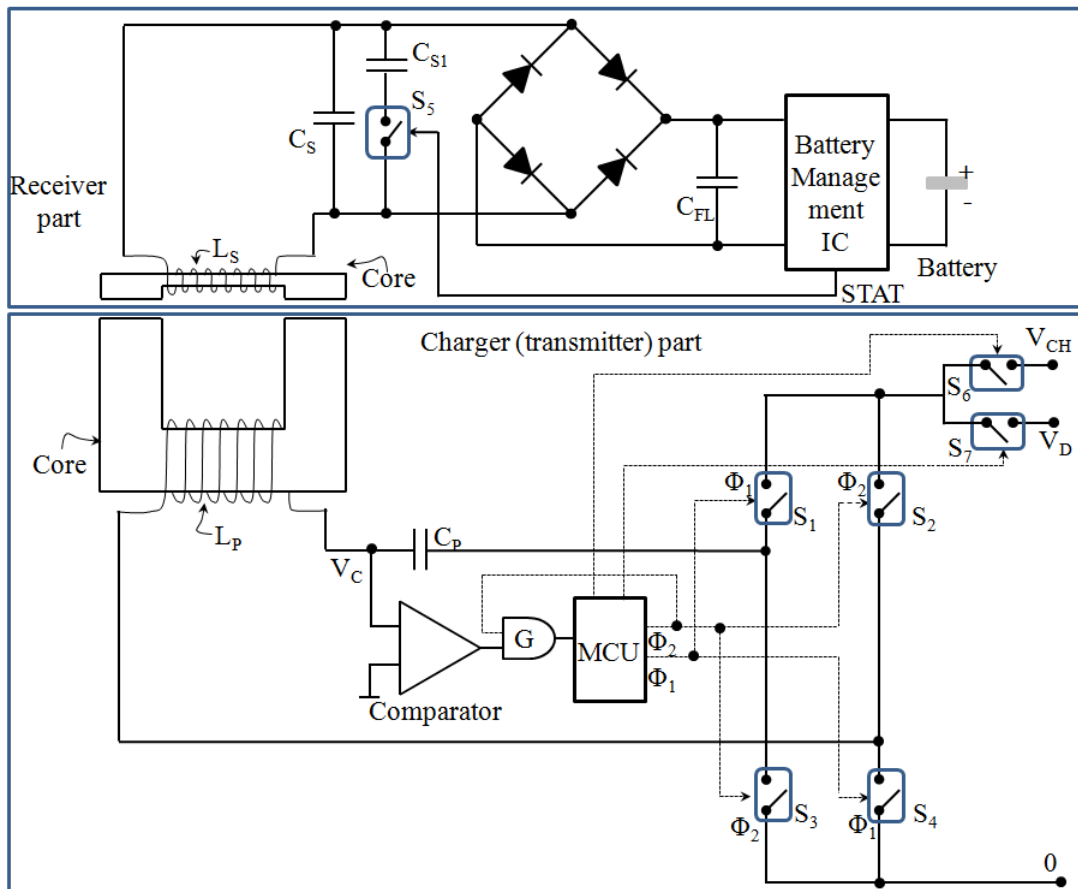 C_S1
S_5
C_S
Receiver
part
L_S
Core
C_FL
Battery
Manage
ment
IC
+
-
Battery
STAT
Charger (transmitter) part
V_CH
S_6
V_D
S_7
Core
L_P
Φ_1
S_1
Φ_2
S_2
C_P
V_C
G
MCU
Φ_2
Φ_1
Comparator
Φ_2
S_3
Φ_1
S_4
0